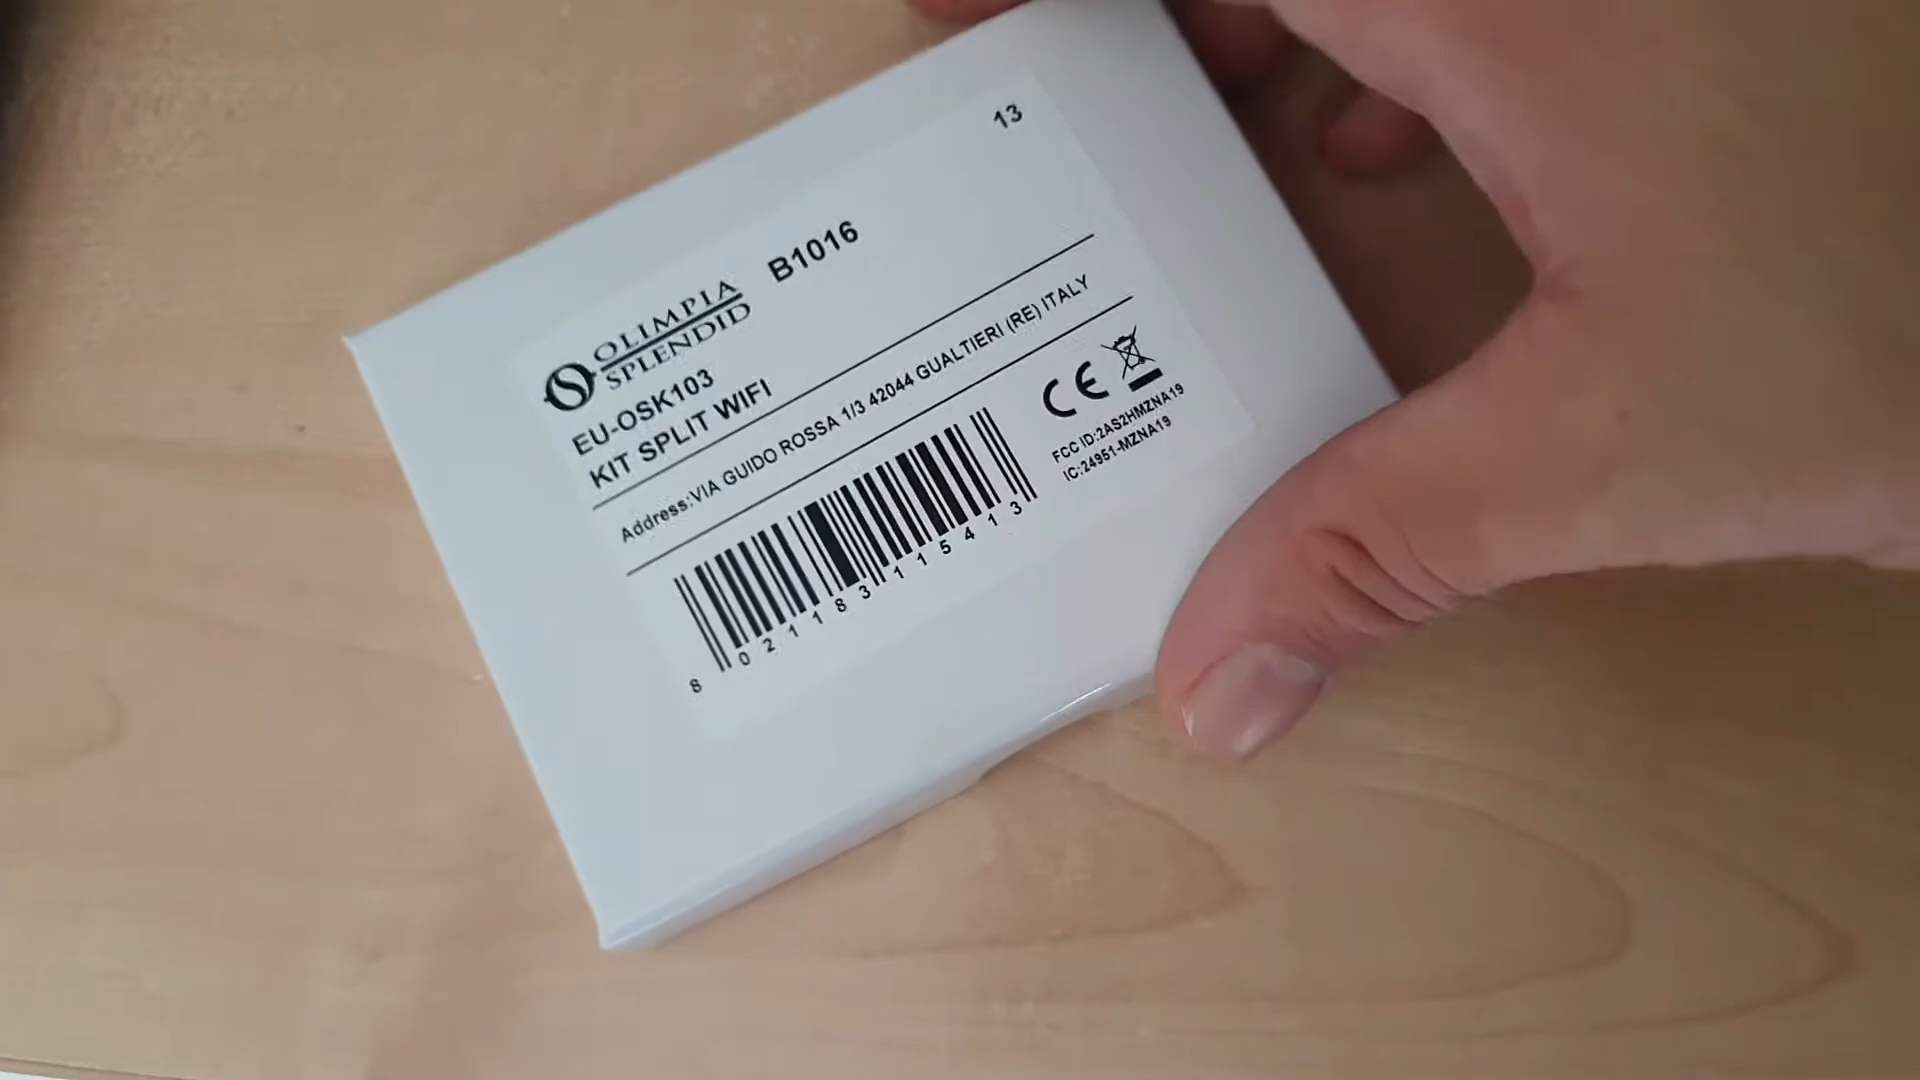 13
OLIMPIA
SPLENDID
B1016
EU-OSK103
KIT SPLIT WIFI
Address:VIA GUIDO ROSSA 1/3 42044 GUALTIERI (RE) ITALY
CE
FCC ID:2AS2HMZNA19
IC:24951-MZNA19
8 021183 115413